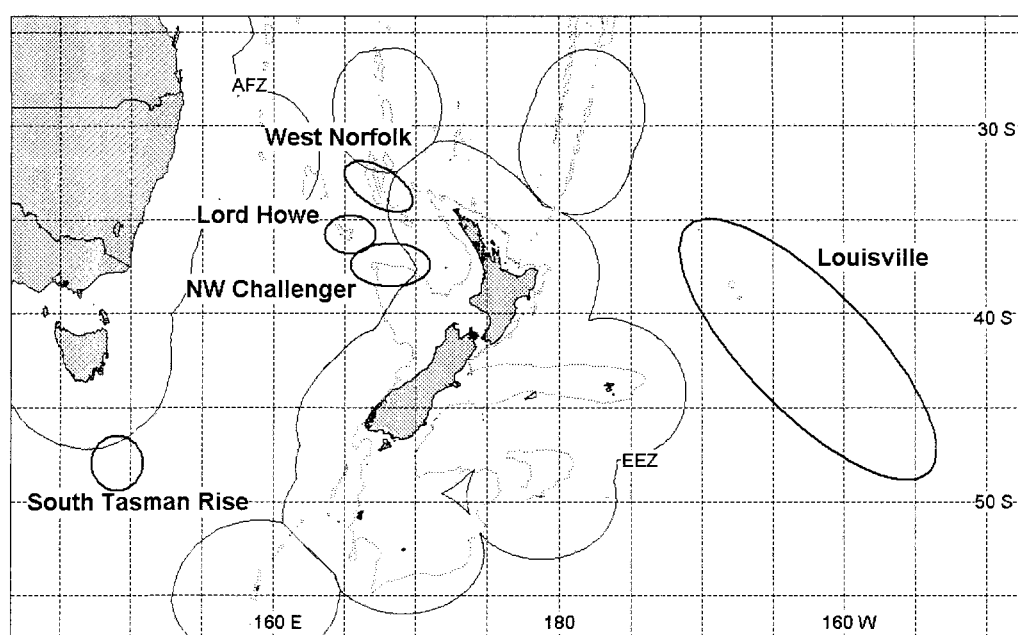 AFZ
30 S
West Norfolk
Lord Howe
Louisville
NW Challenger
40 S
EEZ
South Tasman Rise
50 S
160 E
180
160 W